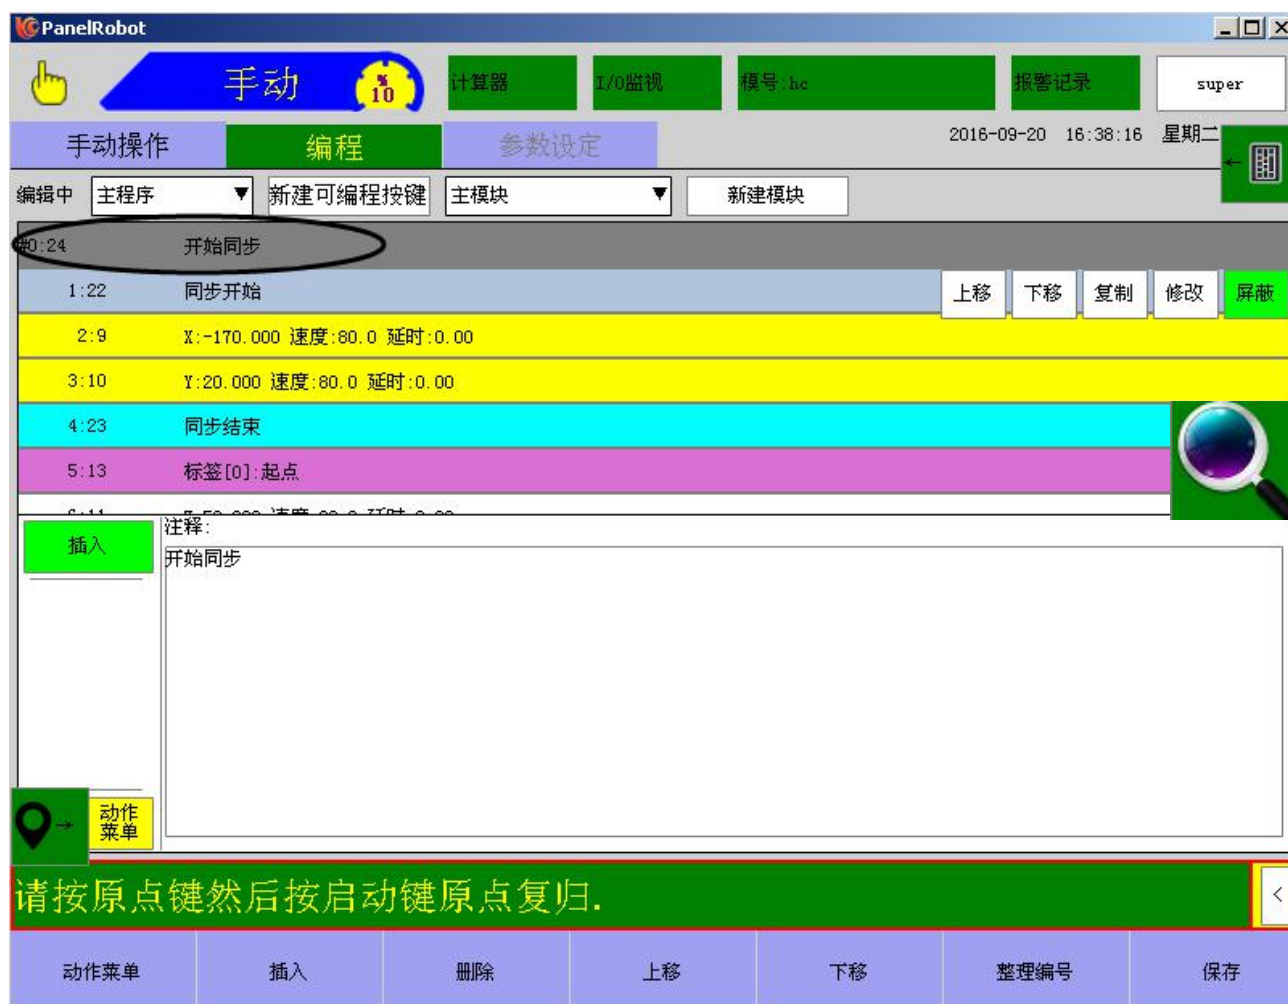 PanelRobot
手动 % 10 计算器 I/O监视 模号:hc 报警记录 super
手动操作 编程 参数设定 2016-09-20 16:38:16 星期二
编辑中 主程序 新建可编程按键 主模块 新建模块
#0:24 开始同步
1:22 同步开始 上移 下移 复制 修改 屏蔽
2:9 X:-170.000 速度:80.0 延时:0.00
3:10 Y:20.000 速度:80.0 延时:0.00
4:23 同步结束
5:13 标签[0]:起点
插入 注释:
开始同步
动作
菜单
请按原点键然后按启动键原点复归.
<
动作菜单 插入 册除 上移 下移 整理编号 保存